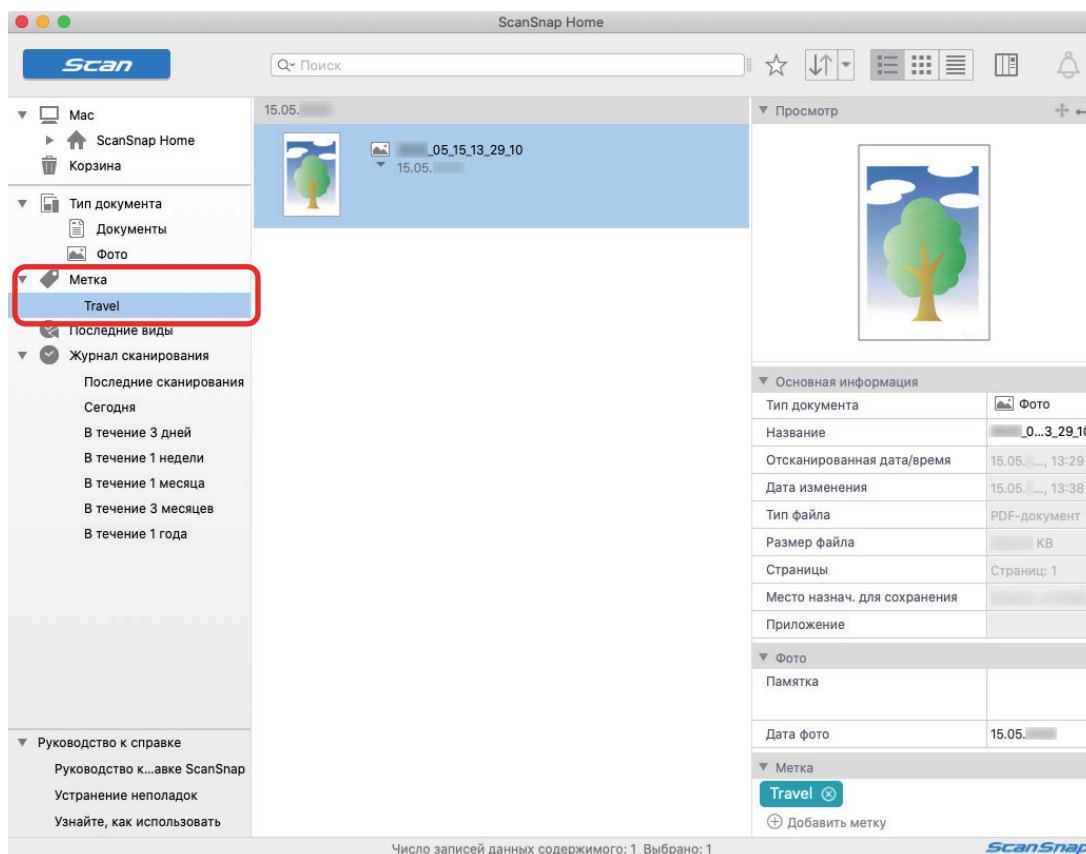 ScanSnap Home
Scan
Поиск
Mac
ScanSnap Home
Корзина
Тип документа
Документы
Фото
Метка
Travel
Последние виды
Журнал сканирования
Последние сканирования
Сегодня
В течение 3 дней
В течение 1 недели
В течение 1 месяца
В течение 3 месяцев
В течение 1 года
Руководство к справке
Руководство к...авке ScanSnap
Устранение неполадок
Узнайте, как использовать
15.05.
_05_15_13_29_10
15.05.
Просмотр
Основная информация
Тип документа Фото
Название _0...3_29_10
Отсканированная дата/время 15.05. ..., 13:29
Дата изменения 15.05. ..., 13:38
Тип файла PDF-документ
Размер файла KB
Страницы Страниц: 1
Место назнач. для сохранения
Приложение
Фото
Памятка
Дата фото 15.05.
Метка
Travel
Добавить метку
Число записей данных содержимого: 1 Выбрано: 1
ScanSnap